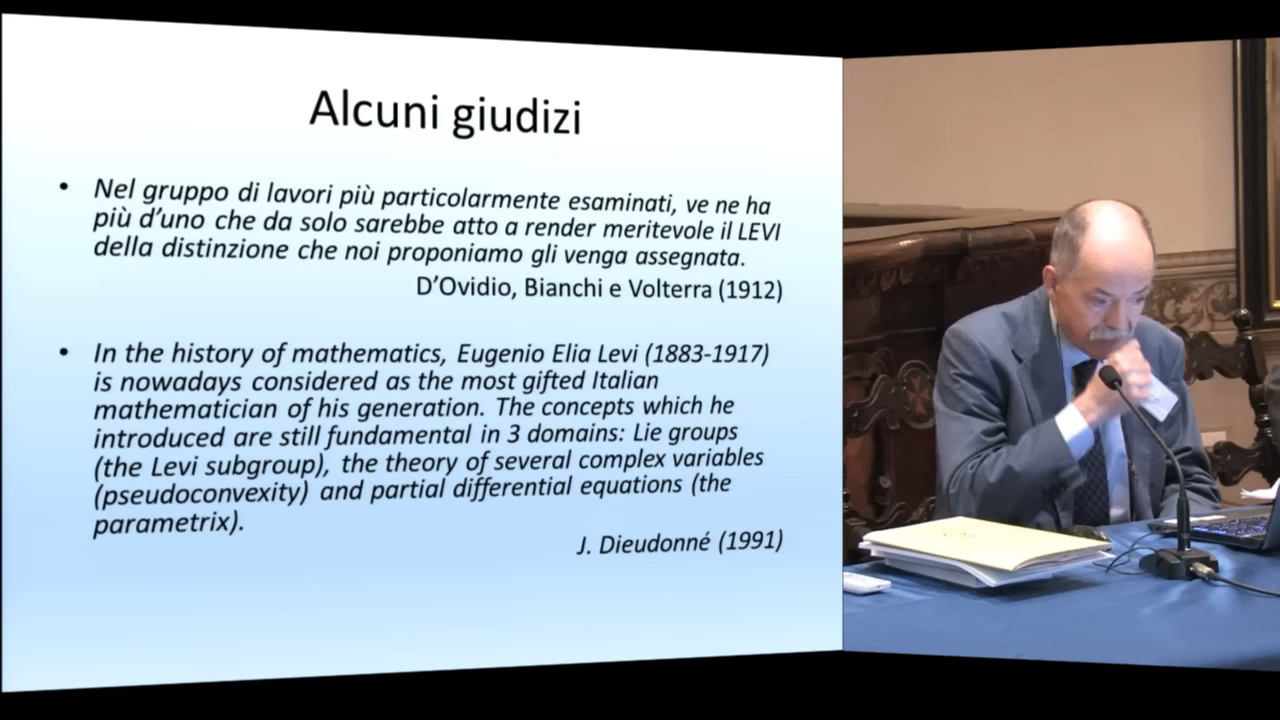 Alcuni giudizi
• Nel gruppo di lavori più particolarmente esaminati, ve ne ha
più d’uno che da solo sarebbe atto a render meritevole il LEVI
della distinzione che noi proponiamo gli venga assegnata.
D’Ovidio, Bianchi e Volterra (1912)
• In the history of mathematics, Eugenio Elia Levi (1883-1917)
is nowadays considered as the most gifted Italian
mathematician of his generation. The concepts which he
introduced are still fundamental in 3 domains: Lie groups
(the Levi subgroup), the theory of several complex variables
(pseudoconvexity) and partial differential equations (the
parametrix).
J. Dieudonné (1991)